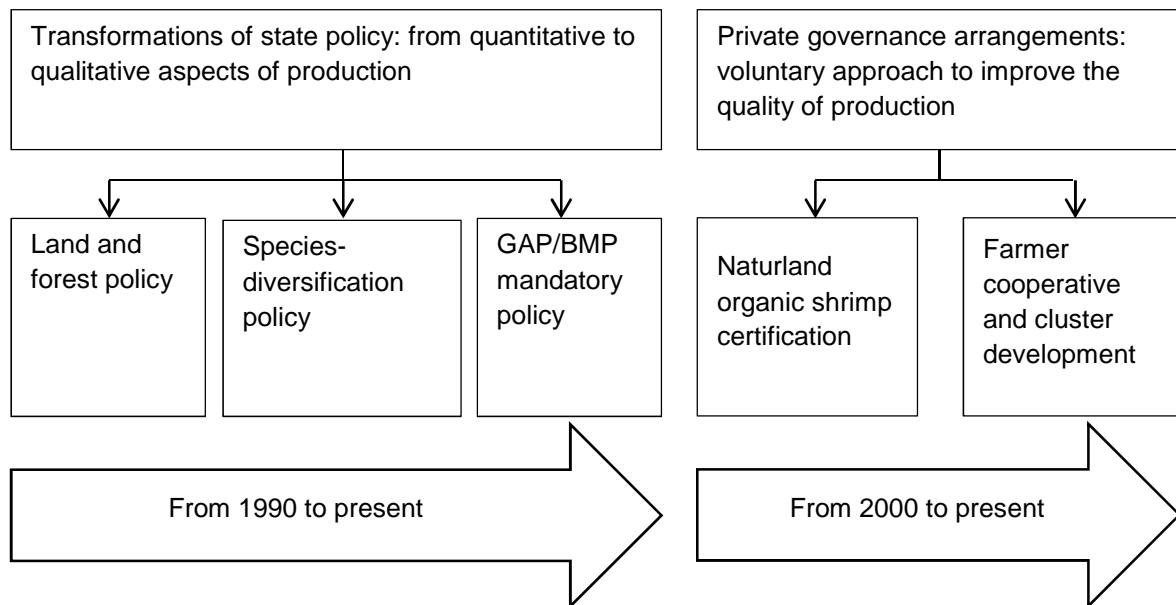 Transformations of state policy: from quantitative to
qualitative aspects of production
Private governance arrangements:
voluntary approach to improve the
quality of production
Land and
forest policy
Species-
diversification
policy
GAP/BMP
mandatory
policy
Naturland
organic shrimp
certification
Farmer
cooperative
and cluster
development
From 1990 to present
From 2000 to present